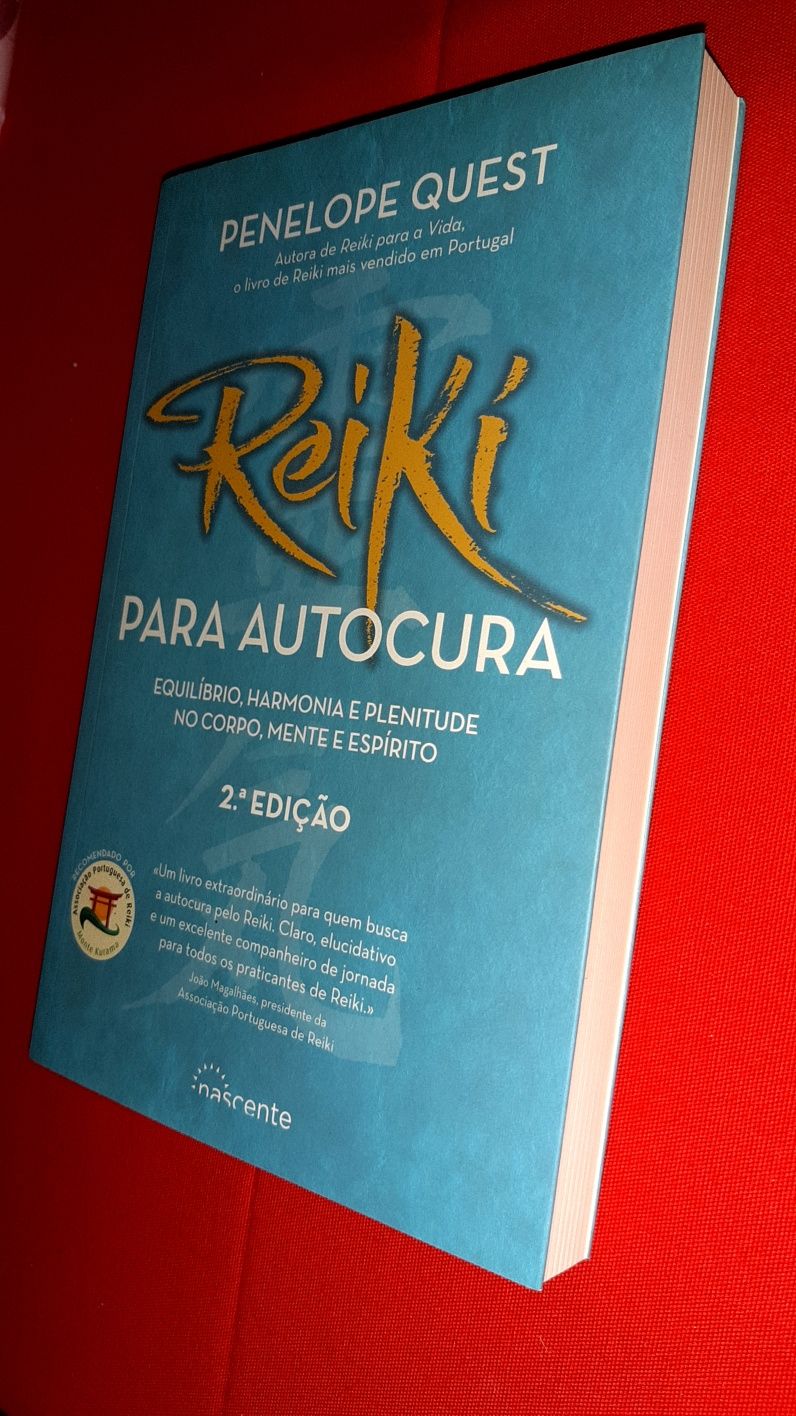 PENELOPE QUEST
Autora de Reiki para a Vida,
o livro de Reiki mais vendido em Portugal
Reiki
PARA AUTOCURA
EQUILÍBRIO, HARMONIA E PLENITUDE
NO CORPO, MENTE E ESPÍRITO
2.ª EDIÇÃO
RECOMENDADO POR
Associação Portuguesa de Reiki
Monte Kurama
«Um livro extraordinário para quem busca
a autocura pelo Reiki. Claro, elucidativo
e um excelente companheiro de jornada
para todos os praticantes de Reiki.»
João Magalhães, presidente da
Associação Portuguesa de Reiki
nascente